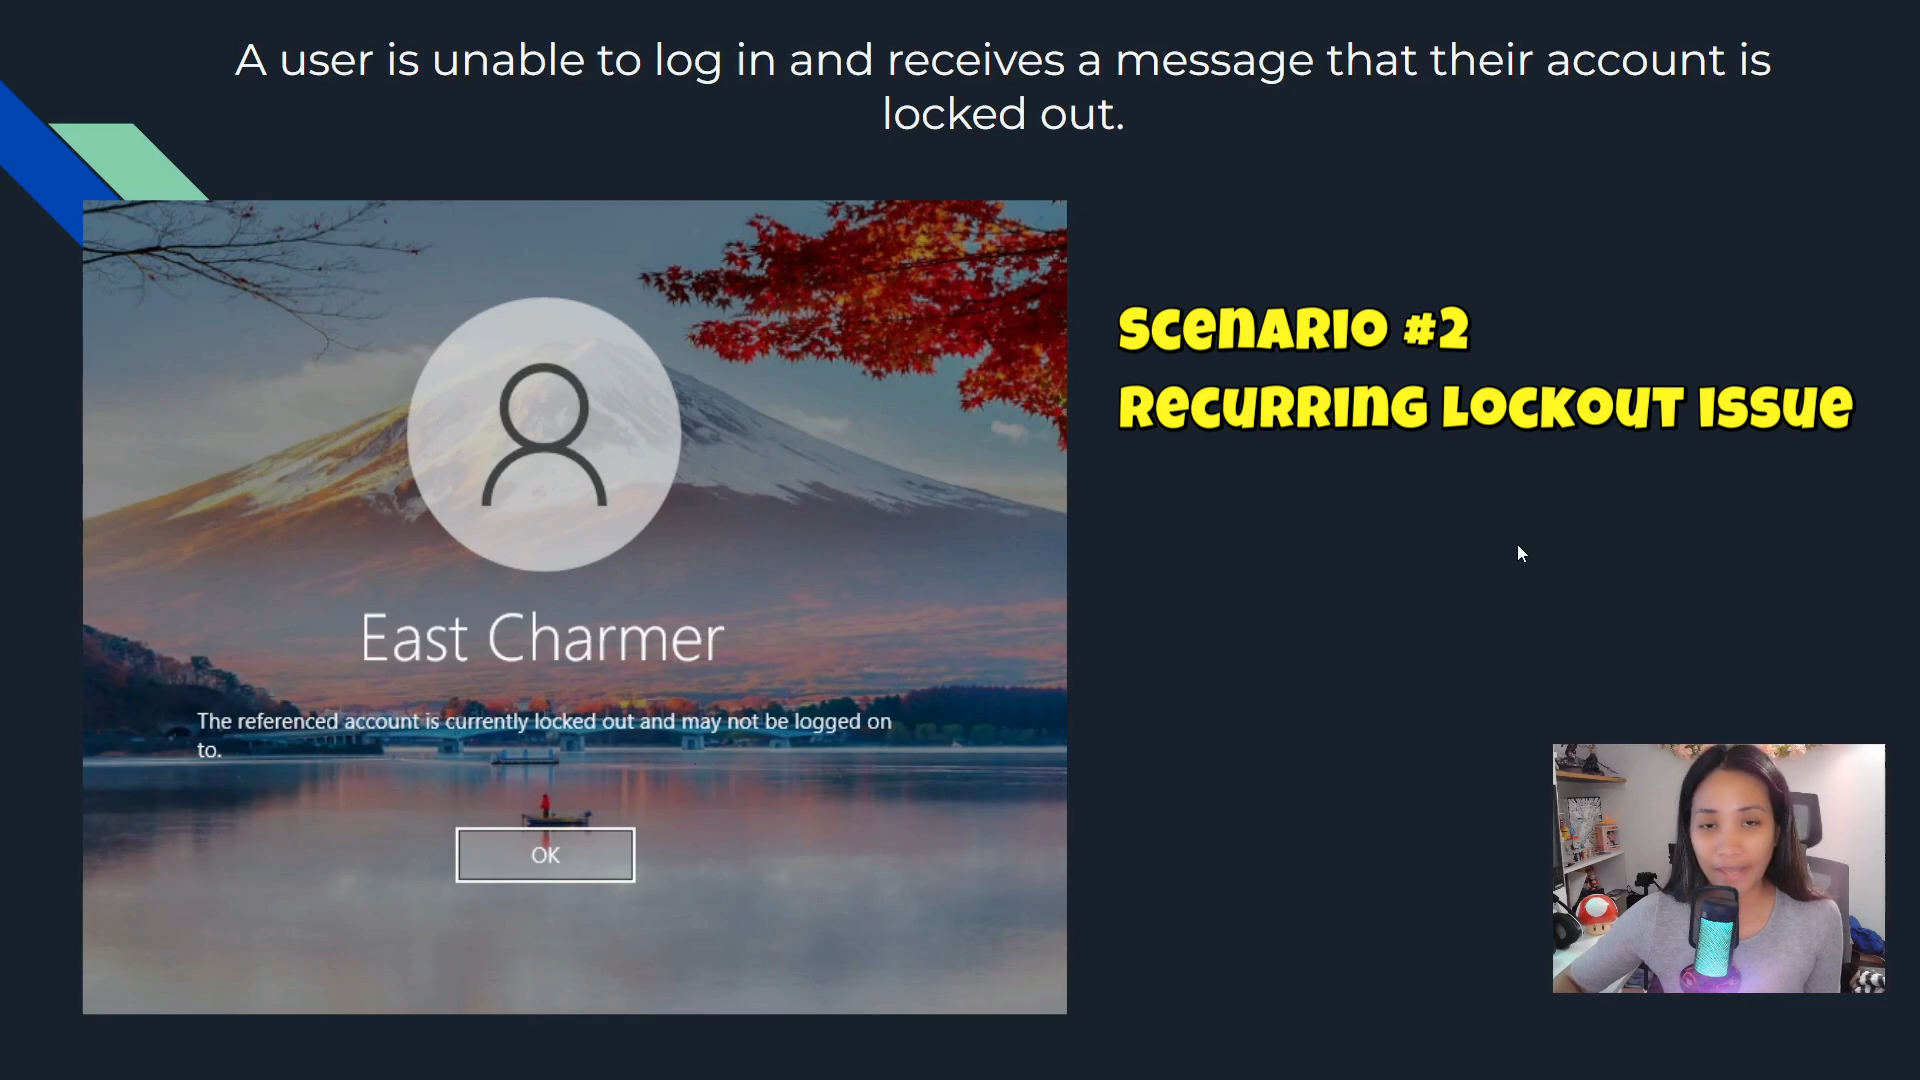 A user is unable to log in and receives a message that their account is
locked out.
Scenario #2
Recurring Lockout Issue
East Charmer
The referenced account is currently locked out and may not be logged on
to.
OK